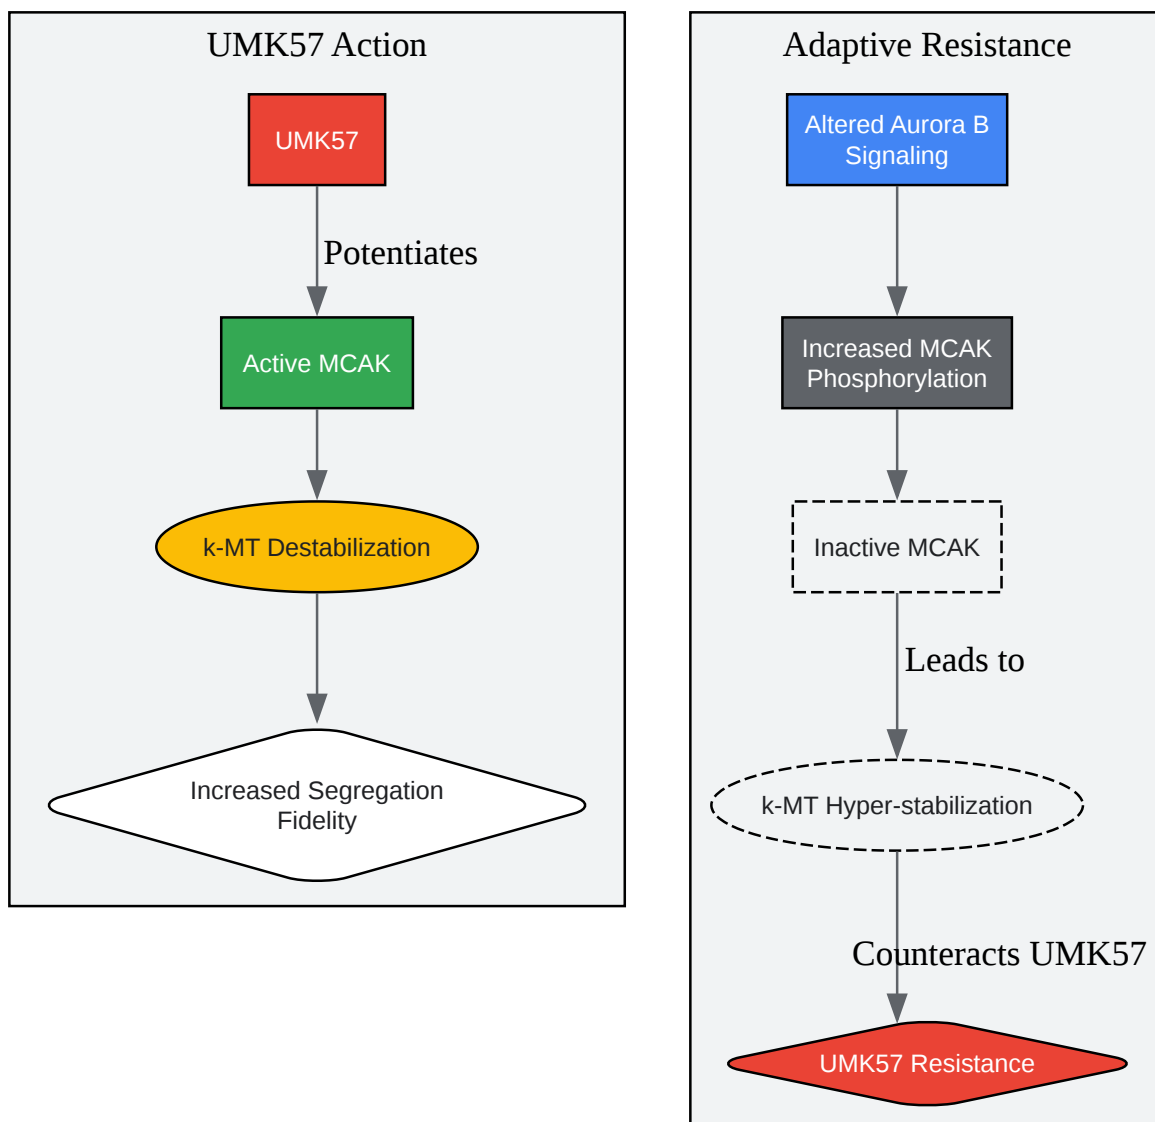 UMK57 Action
UMK57
Potentiates
Active MCAK
k-MT Destabilization
Increased Segregation
Fidelity
Adaptive Resistance
Altered Aurora B
Signaling
Increased MCAK
Phosphorylation
Inactive MCAK
Leads to
k-MT Hyper-stabilization
Counteracts UMK57
UMK57 Resistance